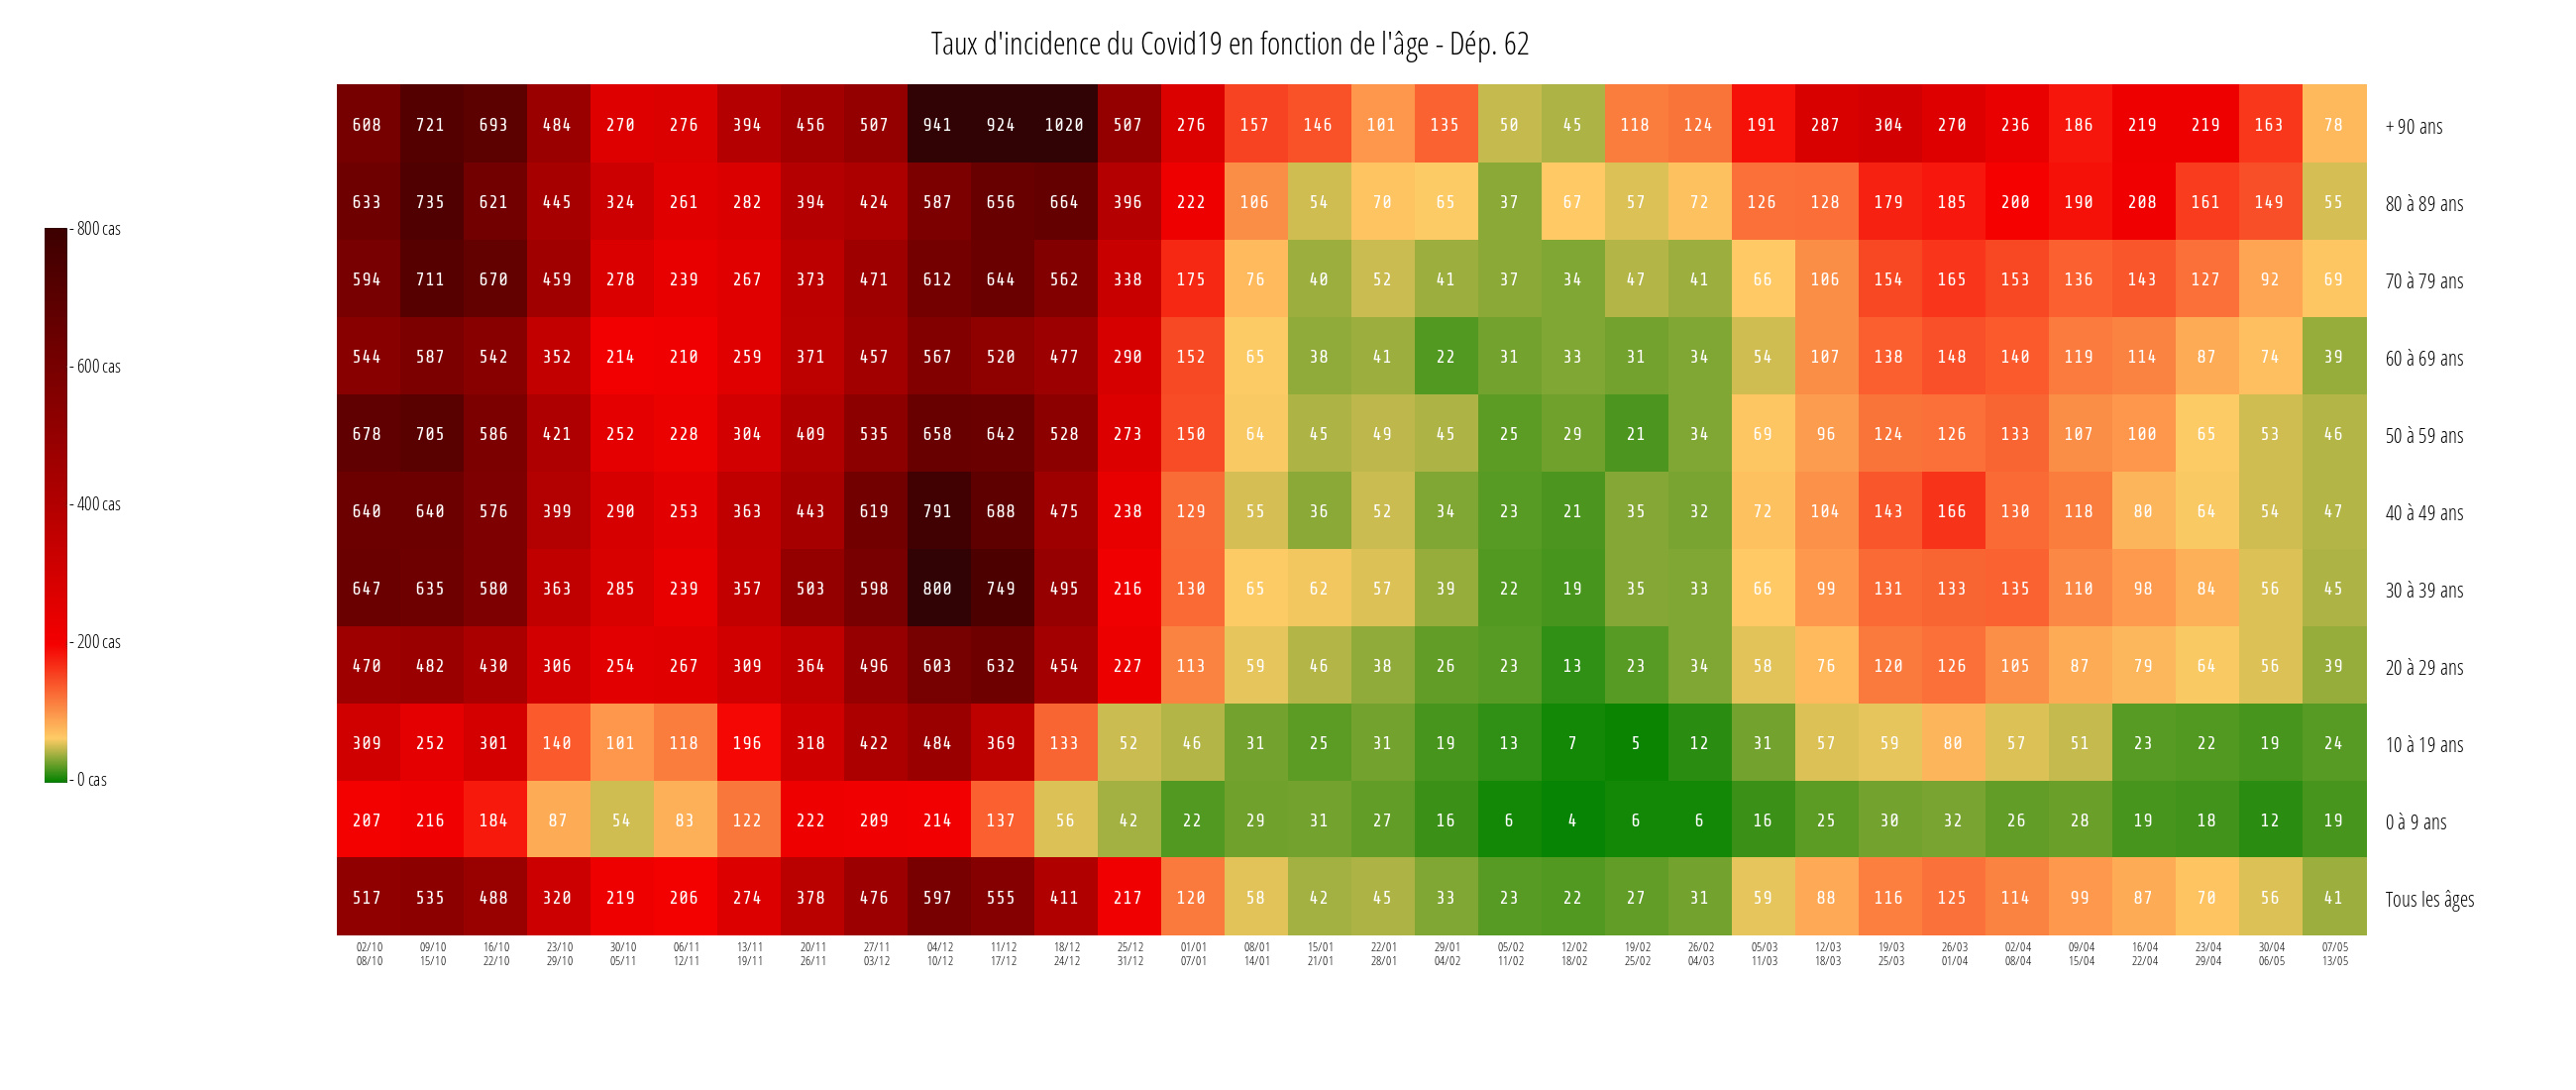 Taux d'incidence du Covid19 en fonction de l'âge - Dép. 62
- 800 cas
- 600 cas
- 400 cas
- 200 cas
- 0 cas
608 721 693 484 270 276 394 456 507 941 924 1020 507 276 157 146 101 135 50 45 118 124 191 287 304 270 236 186 219 219 163 78 + 90 ans
633 735 621 445 324 261 282 394 424 587 656 664 396 222 106 54 70 65 37 67 57 72 126 128 179 185 200 190 208 161 149 55 80 à 89 ans
594 711 670 459 278 239 267 373 471 612 644 562 338 175 76 40 52 41 37 34 47 41 66 106 154 165 153 136 143 127 92 69 70 à 79 ans
544 587 542 352 214 210 259 371 457 567 520 477 290 152 65 38 41 22 31 33 31 34 54 107 138 148 140 119 114 87 74 39 60 à 69 ans
678 705 586 421 252 228 304 409 535 658 642 528 273 150 64 45 49 45 25 29 21 34 69 96 124 126 133 107 100 65 53 46 50 à 59 ans
640 640 576 399 290 253 363 443 619 791 688 475 238 129 55 36 52 34 23 21 35 32 72 104 143 166 130 118 80 64 54 47 40 à 49 ans
647 635 580 363 285 239 357 503 598 800 749 495 216 130 65 62 57 39 22 19 35 33 66 99 131 133 135 110 98 84 56 45 30 à 39 ans
470 482 430 306 254 267 309 364 496 603 632 454 227 113 59 46 38 26 23 13 23 34 58 76 120 126 105 87 79 64 56 39 20 à 29 ans
309 252 301 140 101 118 196 318 422 484 369 133 52 46 31 25 31 19 13 7 5 12 31 57 59 80 57 51 23 22 19 24 10 à 19 ans
207 216 184 87 54 83 122 222 209 214 137 56 42 22 29 31 27 16 6 4 6 6 16 25 30 32 26 28 19 18 12 19 0 à 9 ans
517 535 488 320 219 206 274 378 476 597 555 411 217 120 58 42 45 33 23 22 27 31 59 88 116 125 114 99 87 70 56 41 Tous les âges
02/10 09/10 16/10 23/10 30/10 06/11 13/11 20/11 27/11 04/12 11/12 18/12 25/12 01/01 08/01 15/01 22/01 29/01 05/02 12/02 19/02 26/02 05/03 12/03 19/03 26/03 02/04 09/04 16/04 23/04 30/04 07/05
08/10 15/10 22/10 29/10 05/11 12/11 19/11 26/11 03/12 10/12 17/12 24/12 31/12 07/01 14/01 21/01 28/01 04/02 11/02 18/02 25/02 04/03 11/03 18/03 25/03 01/04 08/04 15/04 22/04 29/04 06/05 13/05